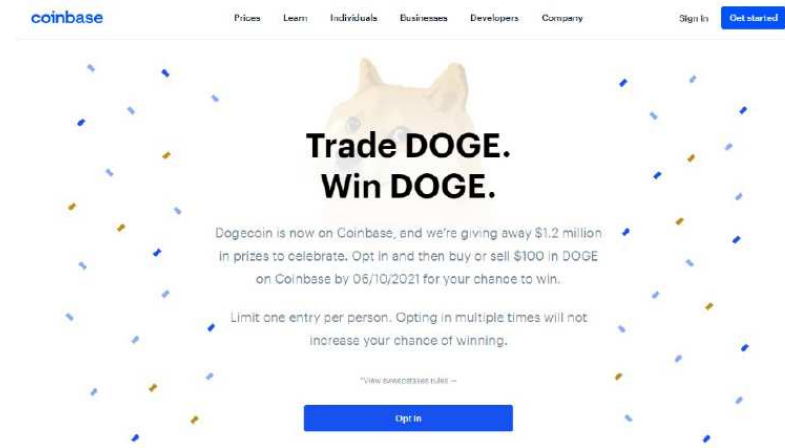 coinbase
Prices Learn Individuals Businesses Developers Company
Sign In Get started
Trade DOGE.
Win DOGE.
Dogecoin is now on Coinbase, and we're giving away $1.2 million
in prizes to celebrate. Opt in and then buy or sell $100 in DOGE
on Coinbase by 06/10/2021 for your chance to win.
Limit one entry per person. Opting in multiple times will not
increase your chance of winning.
*View sweepstakes rules —
Opt in